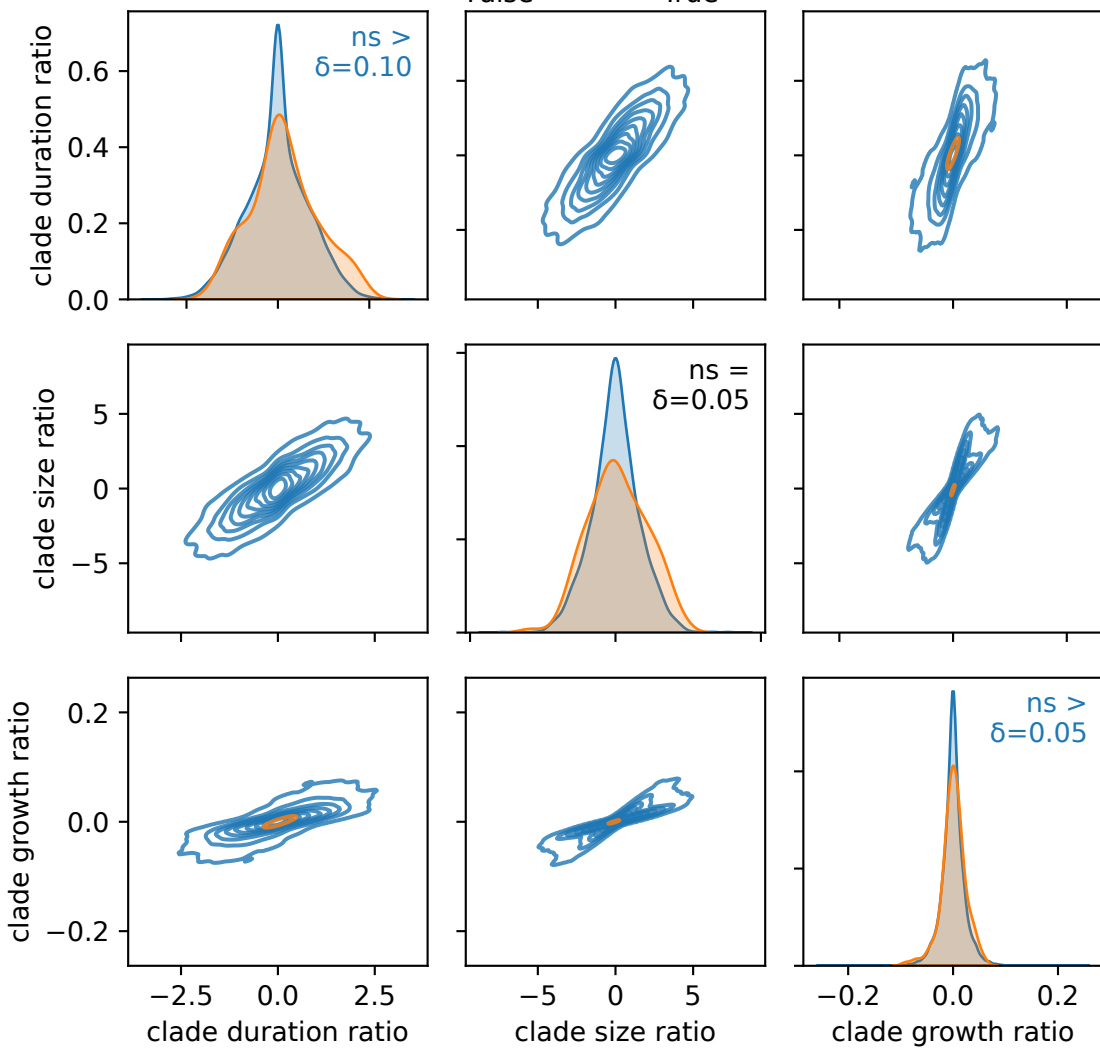 clade duration ratio
0.6
0.4
0.2
0.0
ns >
δ=0.10
clade size ratio
5
0
−5
ns =
δ=0.05
clade growth ratio
0.2
0.0
−0.2
ns >
δ=0.05
−2.5 0.0 2.5
−5 0 5
−0.2 0.0 0.2
clade duration ratio
clade size ratio
clade growth ratio